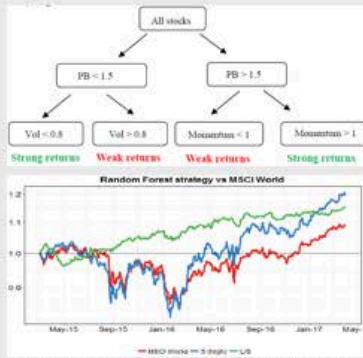 All stocks
PB < 1.5
PB > 1.5
Vol < 0.8
Vol > 0.8
Momentum < 1
Momentum > 1
Strong returns
Weak returns
Weak returns
Strong returns
Random Forest strategy vs MSCI World
1.2
1.1
1.0
0.9
May-15
Sep-15
Jan-16
May-16
Sep-16
Jan-17
May-
MSCI World
5 (high)
L/S